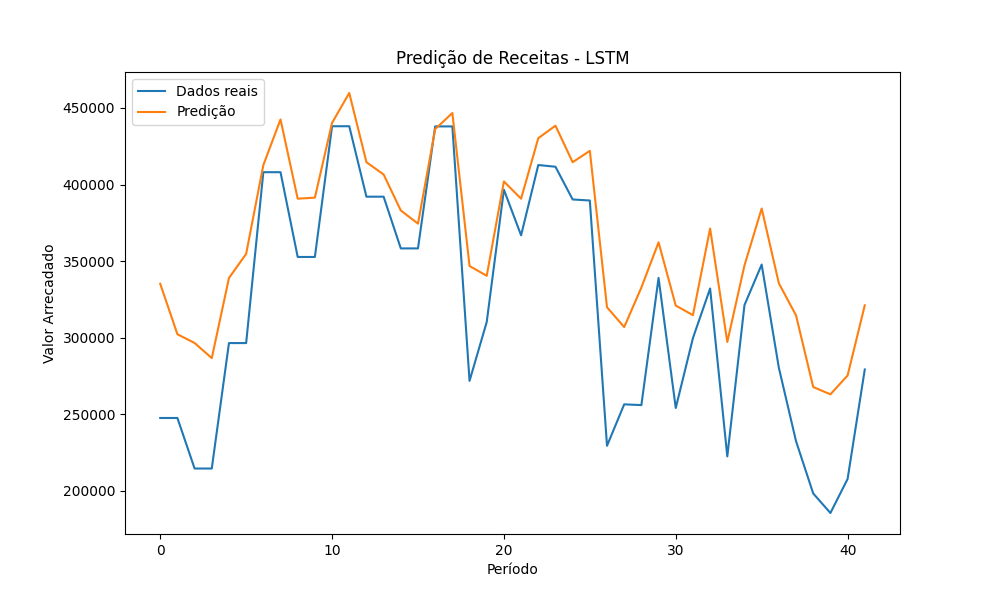 Predição de Receitas - LSTM
Dados reais
Predição
Valor Arrecadado
450000
400000
350000
300000
250000
200000
0 10 20 30 40
Período